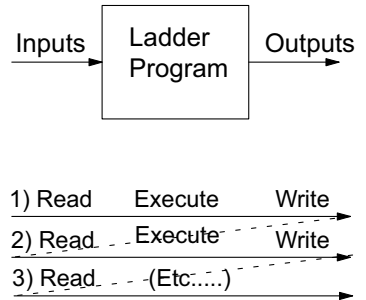 Inputs Ladder Outputs
Program
1) Read Execute Write
2) Read Execute Write
3) Read (Etc.....)